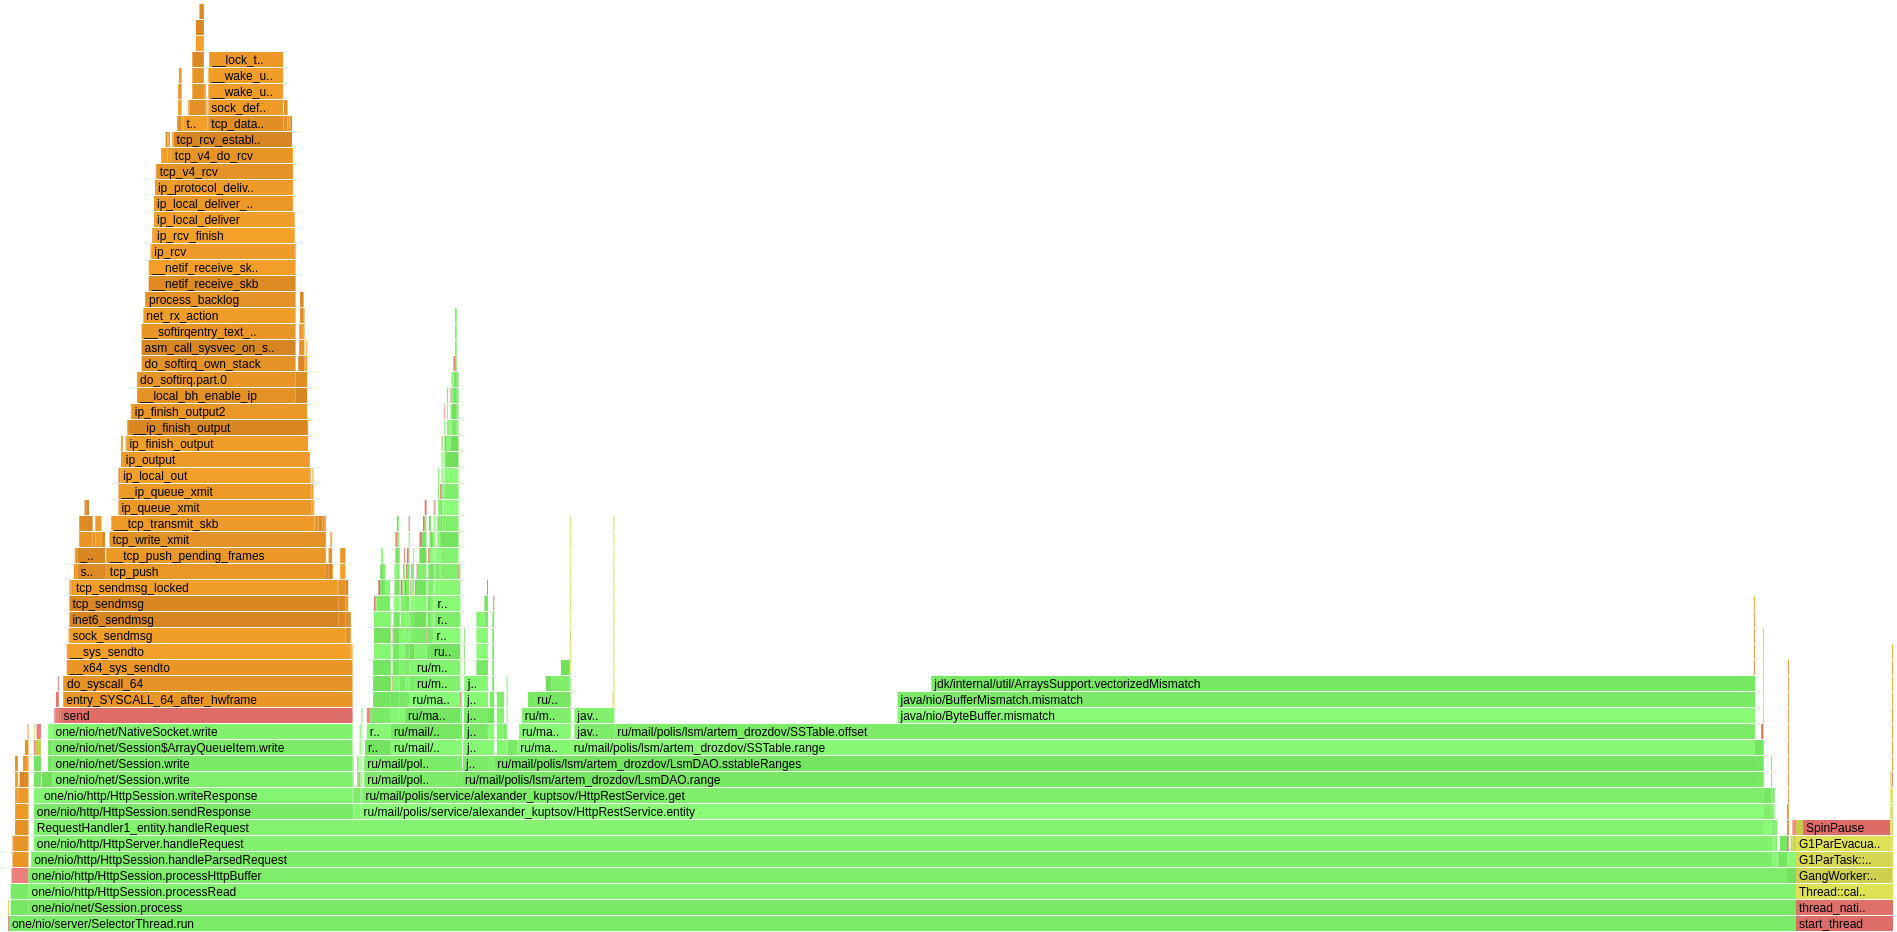 __lock_t..
__wake_u..
__wake_u..
sock_def..
t.. tcp_data..
tcp_rcv_establ..
tcp_v4_do_rcv
tcp_v4_rcv
ip_protocol_deliv..
ip_local_deliver_..
ip_local_deliver
ip_rcv_finish
ip_rcv
__netif_receive_sk..
__netif_receive_skb
process_backlog
net_rx_action
__softirqentry_text_..
asm_call_sysvec_on_s..
do_softirq_own_stack
do_softirq.part.0
__local_bh_enable_ip
ip_finish_output2
__ip_finish_output
ip_finish_output
ip_output
ip_local_out
__ip_queue_xmit
ip_queue_xmit
__tcp_transmit_skb
tcp_write_xmit
_.. __tcp_push_pending_frames
s.. tcp_push
tcp_sendmsg_locked
tcp_sendmsg r..
inet6_sendmsg r..
sock_sendmsg r..
__sys_sendto ru..
__x64_sys_sendto ru/m..
do_syscall_64 ru/m.. j.. jdk/internal/util/ArraysSupport.vectorizedMismatch
entry_SYSCALL_64_after_hwframe ru/ma.. j.. ru/.. java/nio/BufferMismatch.mismatch
send ru/ma.. j.. ru/m.. jav.. java/nio/ByteBuffer.mismatch
one/nio/net/NativeSocket.write r.. ru/mail/.. j.. ru/ma.. jav.. ru/mail/polis/lsm/artem_drozdov/SSTable.offset
one/nio/net/Session$ArrayQueueItem.write r.. ru/mail/.. j.. ru/ma.. ru/mail/polis/lsm/artem_drozdov/SSTable.range
one/nio/net/Session.write ru/mail/pol.. j.. ru/mail/polis/lsm/artem_drozdov/LsmDAO.sstableRanges
one/nio/net/Session.write ru/mail/pol.. ru/mail/polis/lsm/artem_drozdov/LsmDAO.range
one/nio/http/HttpSession.writeResponse ru/mail/polis/service/alexander_kuptsov/HttpRestService.get
one/nio/http/HttpSession.sendResponse ru/mail/polis/service/alexander_kuptsov/HttpRestService.entity
RequestHandler1_entity.handleRequest SpinPause
one/nio/http/HttpServer.handleRequest G1ParEvacua..
one/nio/http/HttpSession.handleParsedRequest G1ParTask::..
one/nio/http/HttpSession.processHttpBuffer GangWorker:..
one/nio/http/HttpSession.processRead Thread::cal..
one/nio/net/Session.process thread_nati..
one/nio/server/SelectorThread.run start_thread